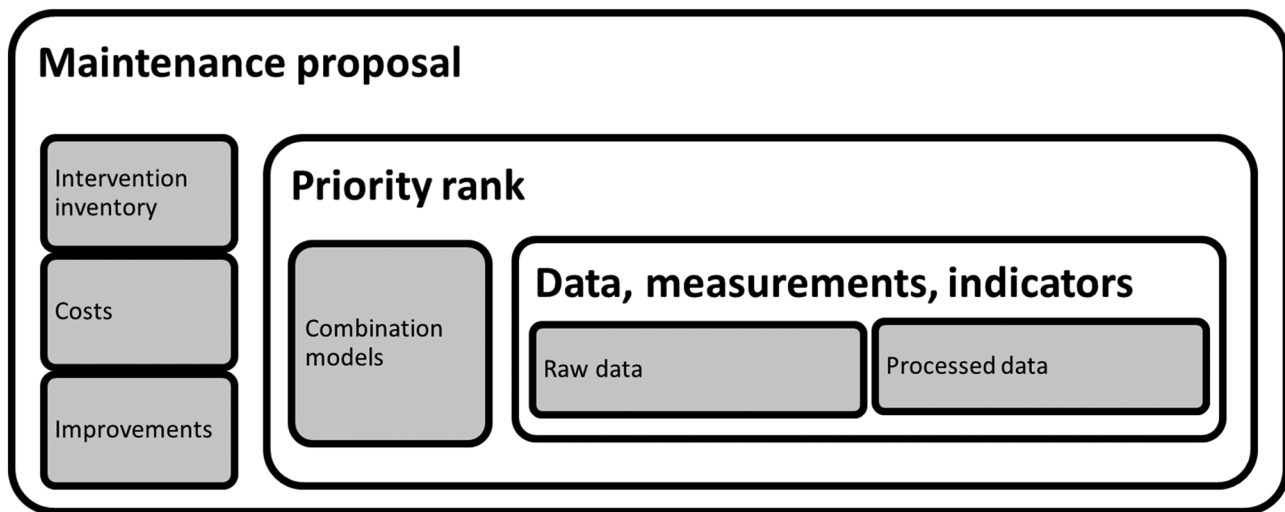 Maintenance proposal
Intervention
inventory
Costs
Improvements
Priority rank
Combination
models
Data, measurements, indicators
Raw data
Processed data